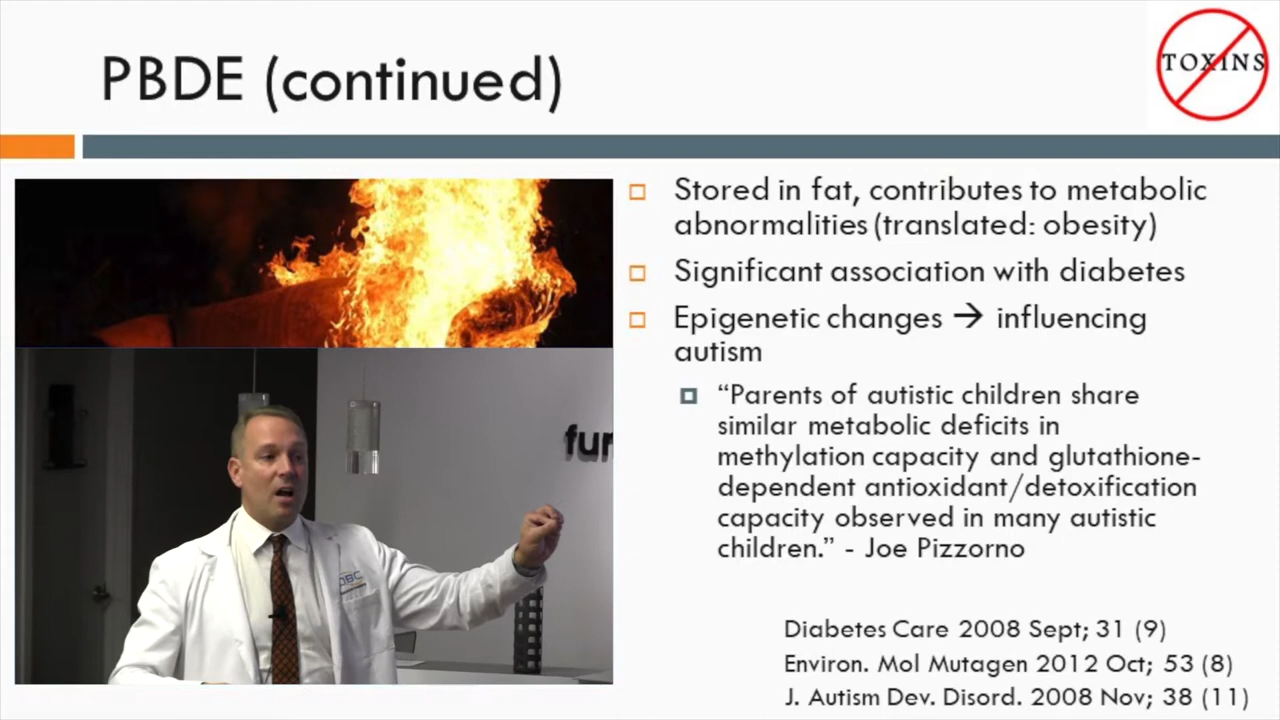 PBDE (continued)
TOXINS
Stored in fat, contributes to metabolic
abnormalities (translated: obesity)
Significant association with diabetes
Epigenetic changes → influencing
autism
“Parents of autistic children share
similar metabolic deficits in
methylation capacity and glutathione-
dependent antioxidant/detoxification
capacity observed in many autistic
children.” - Joe Pizzorno
fur
Diabetes Care 2008 Sept; 31 (9)
Environ. Mol Mutagen 2012 Oct; 53 (8)
J. Autism Dev. Disord. 2008 Nov; 38 (11)